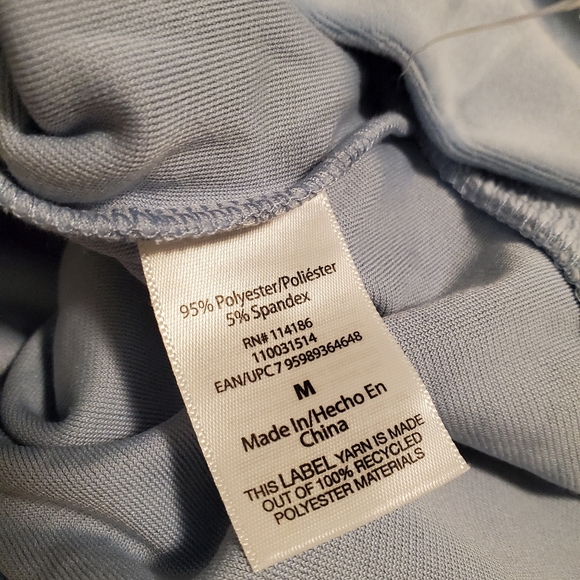 95% Polyester/Poliéster
5% Spandex
RN# 114186
110031514
EAN/UPC 7 95989364648
M
Made In/Hecho En
China
THIS LABEL YARN IS MADE
OUT OF 100% RECYCLED
POLYESTER MATERIALS